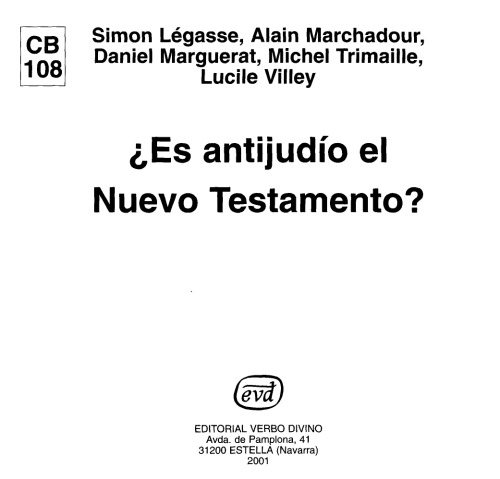 CB
108
Simon Légasse, Alain Marchadour,
Daniel Marguerat, Michel Trimaille,
Lucile Villey
¿Es antijudío el
Nuevo Testamento?
evd
EDITORIAL VERBO DIVINO
Avda. de Pamplona, 41
31200 ESTELLA (Navarra)
2001